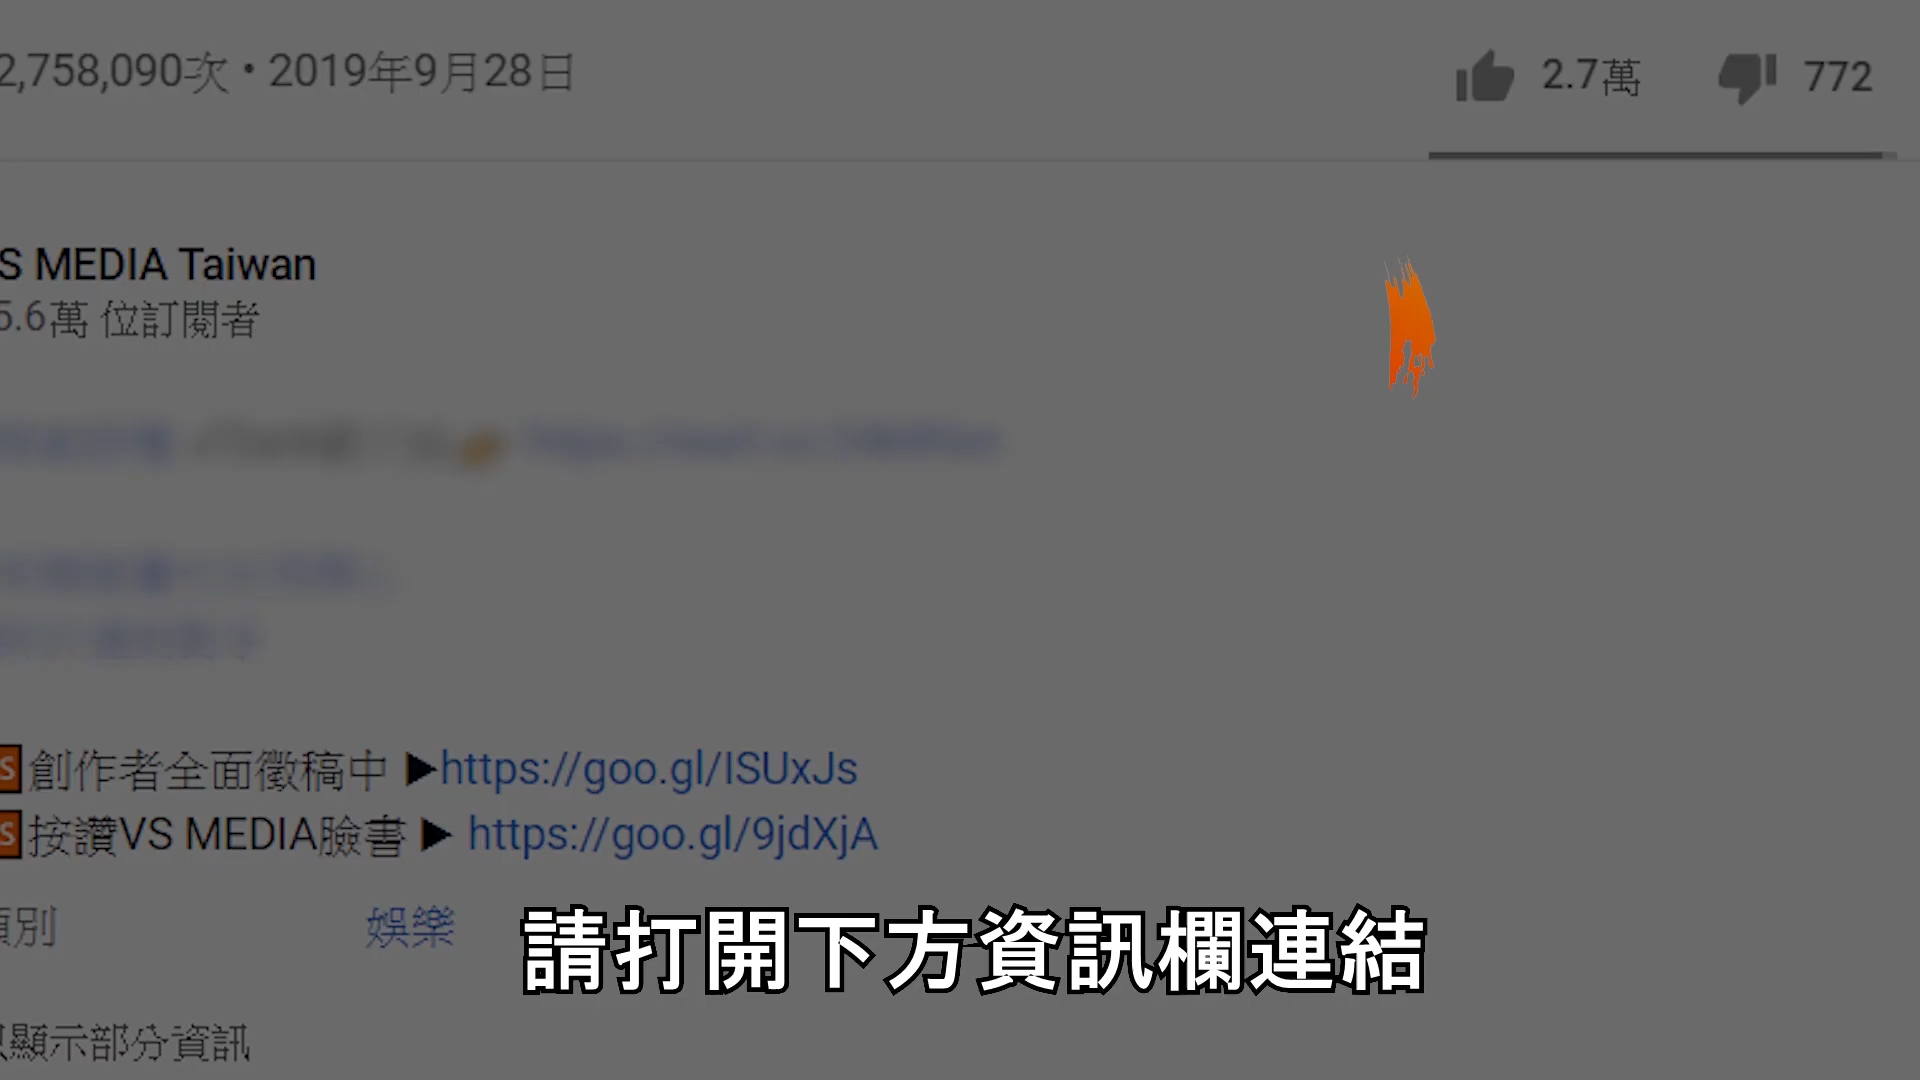 2,758,090次 • 2019年9月28日
2.7萬
772
S MEDIA Taiwan
5.6萬 位訂閱者
創作者全面徵稿中 ▶https://goo.gl/ISUxJs
按讚VS MEDIA臉書 ▶ https://goo.gl/9jdXjA
類別
娛樂
請打開下方資訊欄連結
只顯示部分資訊